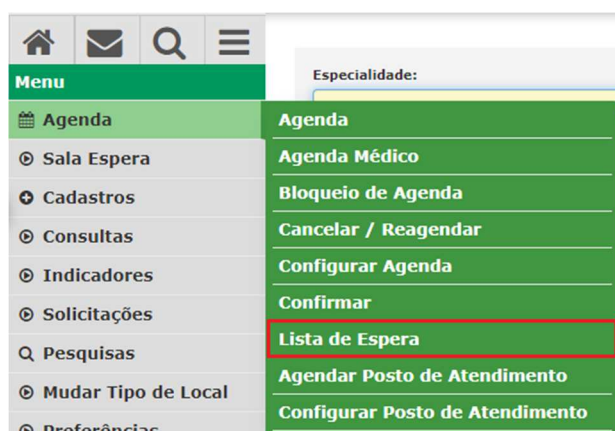 Especialidade:
Menu
Agenda
Sala Espera
Cadastros
Consultas
Indicadores
Solicitações
Pesquisas
Mudar Tipo de Local
Preferências
Agenda
Agenda Médico
Bloqueio de Agenda
Cancelar / Reagendar
Configurar Agenda
Confirmar
Lista de Espera
Agendar Posto de Atendimento
Configurar Posto de Atendimento